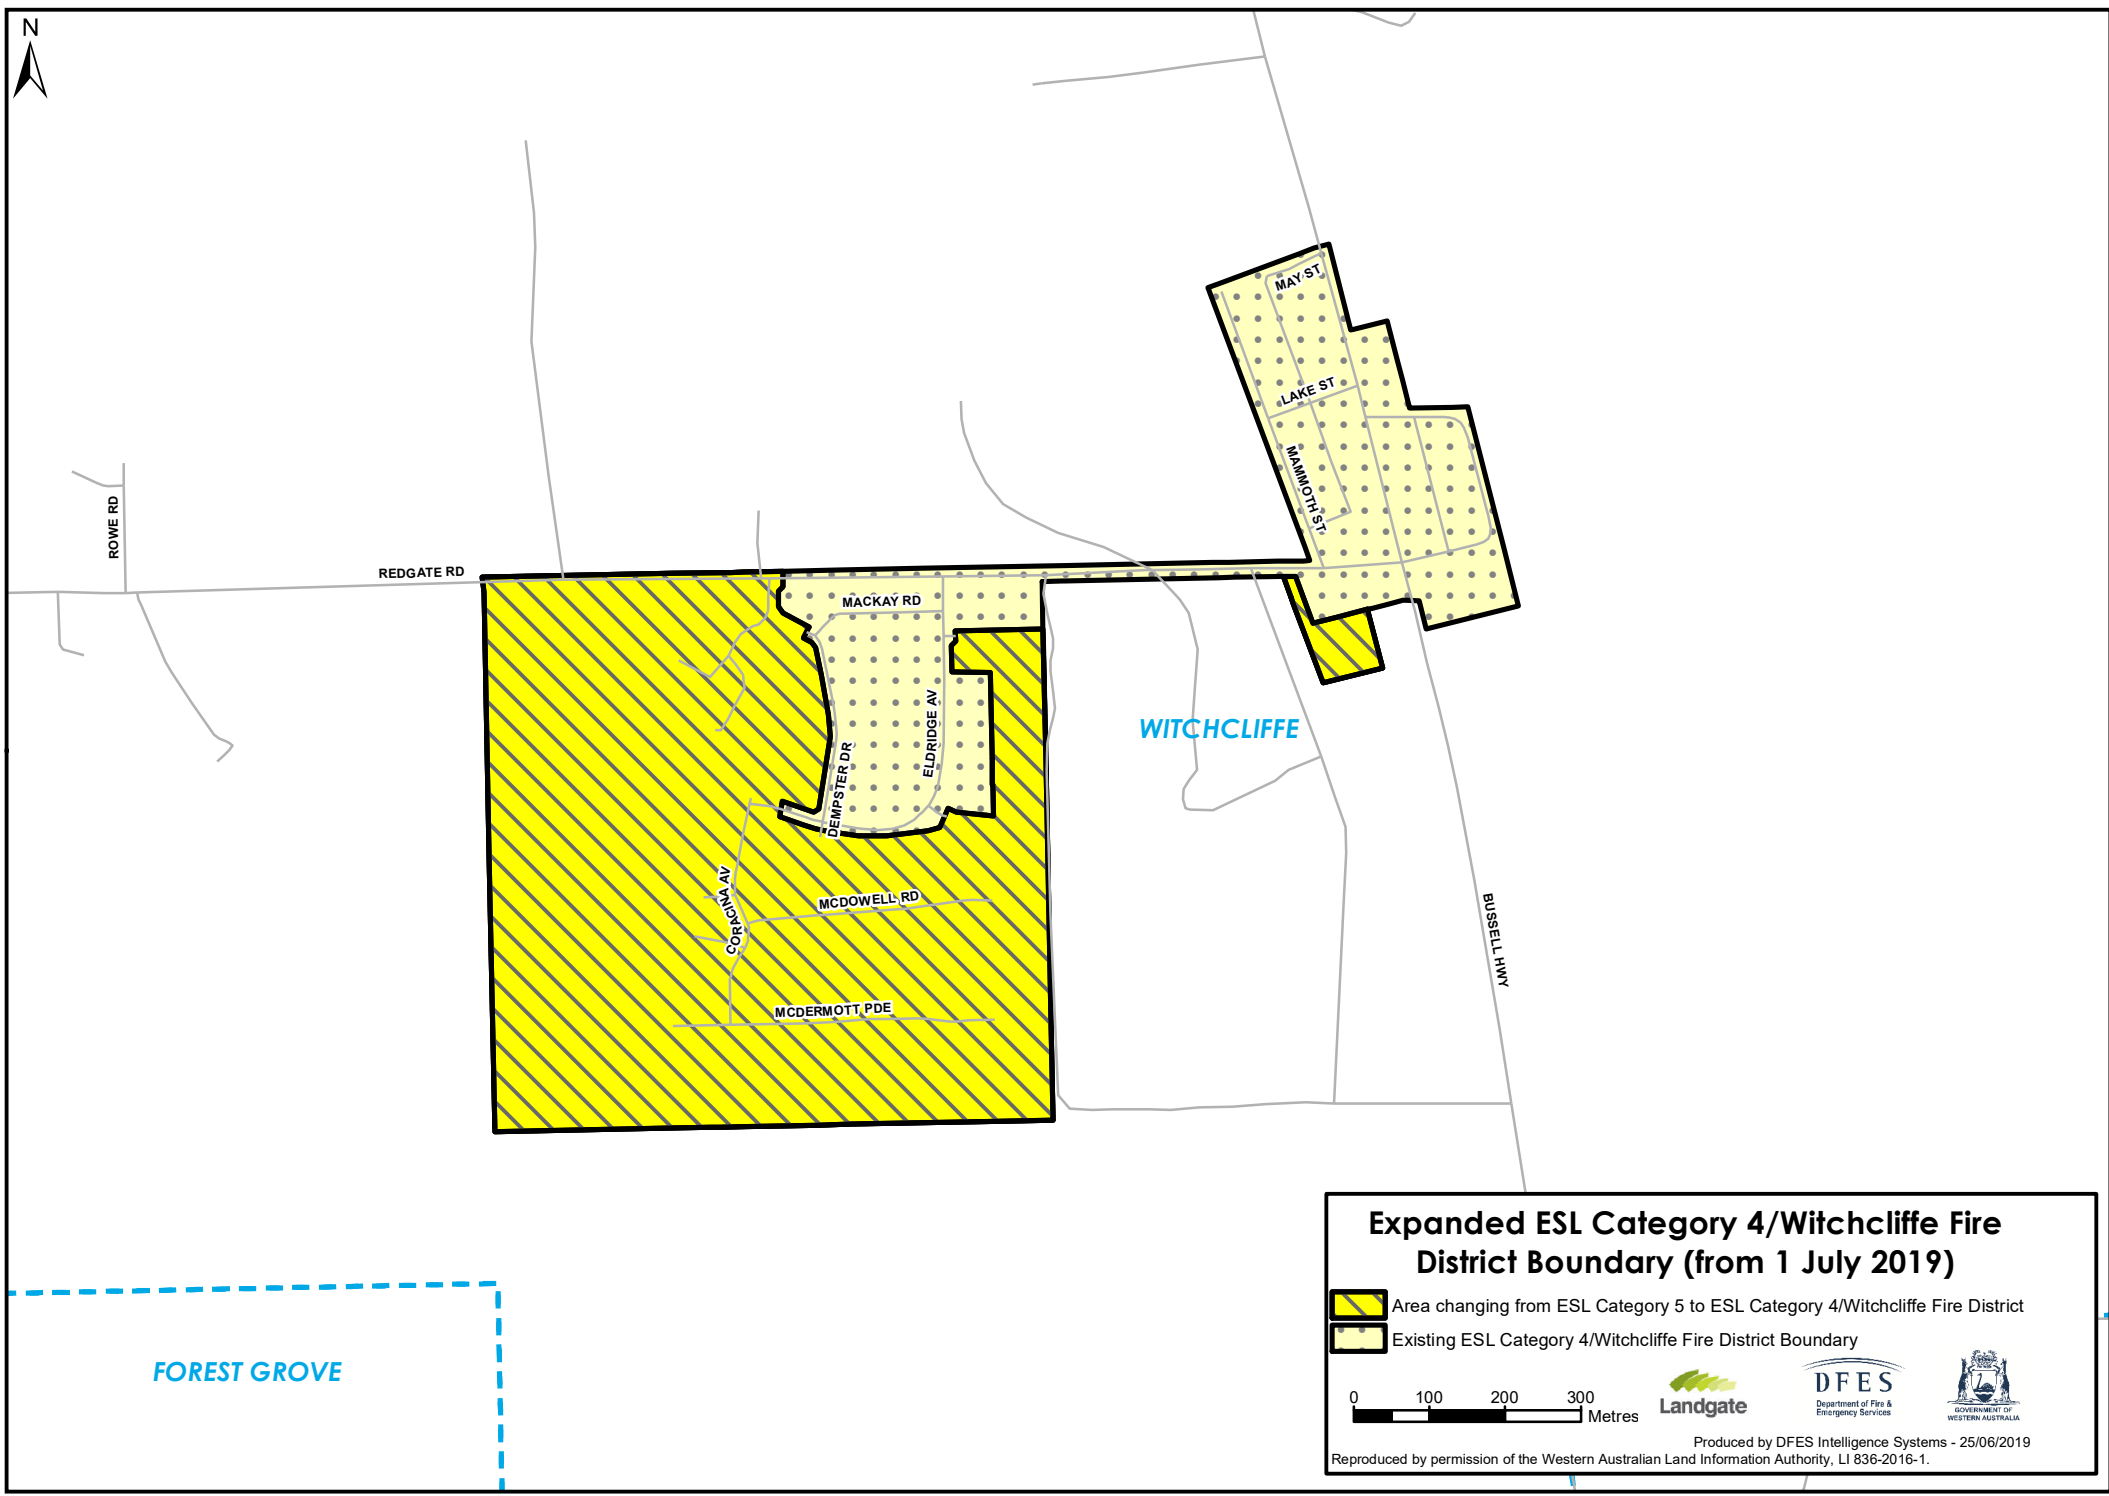 N
MAY ST
LAKE ST
MAMMOTH ST
ROWE RD
REDGATE RD
MACKAY RD
ELDRIDGE AV
DEMPSTER DR
WITCHCLIFFE
CORACINA AV
MCDOWELL RD
BUSSELL HWY
MCDERMOTT PDE
FOREST GROVE
Expanded ESL Category 4/Witchcliffe Fire
District Boundary (from 1 July 2019)
Area changing from ESL Category 5 to ESL Category 4/Witchcliffe Fire District
Existing ESL Category 4/Witchcliffe Fire District Boundary
0 100 200 300
Metres
Landgate
DFES
Department of Fire &
Emergency Services
GOVERNMENT OF
WESTERN AUSTRALIA
Produced by DFES Intelligence Systems - 25/06/2019
Reproduced by permission of the Western Australian Land Information Authority, LI 836-2016-1.